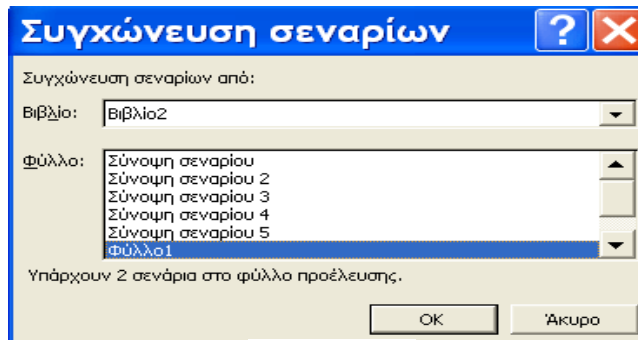 Συγχώνευση σεναρίων
Συγχώνευση σεναρίων από:
Βιβλίο: Βιβλίο2
Φύλλο: Σύνοψη σεναρίου
Σύνοψη σεναρίου 2
Σύνοψη σεναρίου 3
Σύνοψη σεναρίου 4
Σύνοψη σεναρίου 5
Φύλλο1
Υπάρχουν 2 σενάρια στο φύλλο προέλευσης.
OK Άκυρο